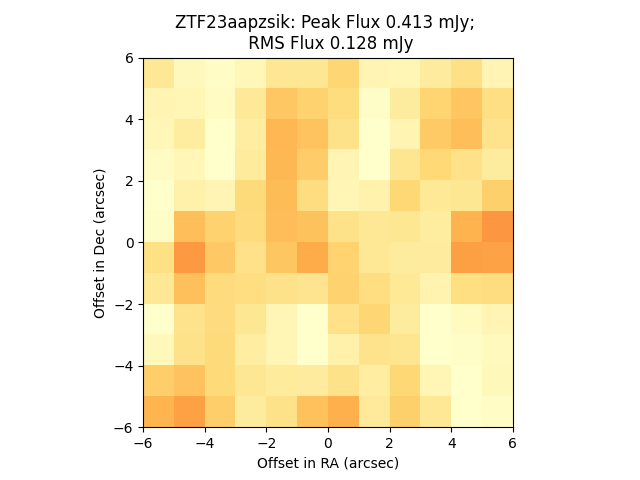 ZTF23aapzsik: Peak Flux 0.413 mJy;
RMS Flux 0.128 mJy
6
4
2
0
−2
−4
−6
Offset in Dec (arcsec)
−6 −4 −2 0 2 4 6
Offset in RA (arcsec)